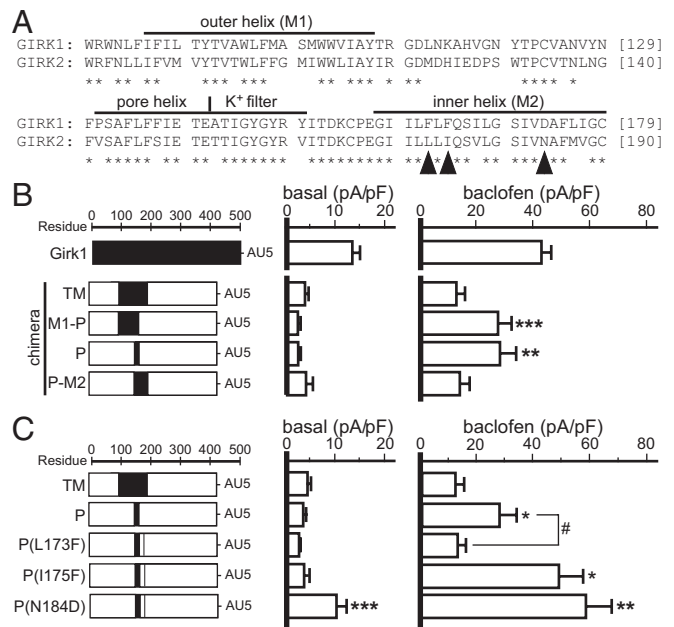 A
outer helix (M1)
GIRK1: WRWNLFIFIL TYTVAWLFMA SMWWVIAYTR GDLNKAHVGN YTPCVANVYN [129]
GIRK2: WRFNLLIFVM VYTVTWLFFG MIWWLIAYIR GDMDHIEDPS WTPCVTNLNG [140]
** ** ** *** *** ** *** * ** **** *
pore helix K+ filter inner helix (M2)
GIRK1: FPSAFLFFIE TEATIGYGYR YITDKCPEGI ILFLFQSILG SIVDAFLIGC [179]
GIRK2: FVSAFLFSIE TETTIGYGYR VITDKCPEGI ILLLIQSVLG SIVNAFMVGC [190]
* ***** ** ** ******* ********* ** * ** ** *** ** **
B
basal (pA/pF) baclofen (pA/pF)
Residue 0 100 200 300 400 500 0 10 20 0 20 40 60 80
Girk1 AU5
chimera
TM AU5
M1-P AU5 ***
P AU5 **
P-M2 AU5
C
basal (pA/pF) baclofen (pA/pF)
Residue 0 100 200 300 400 500 0 10 20 0 20 40 60 80
TM AU5
P AU5 *
#
P(L173F) AU5
P(I175F) AU5 *
P(N184D) AU5 *** **